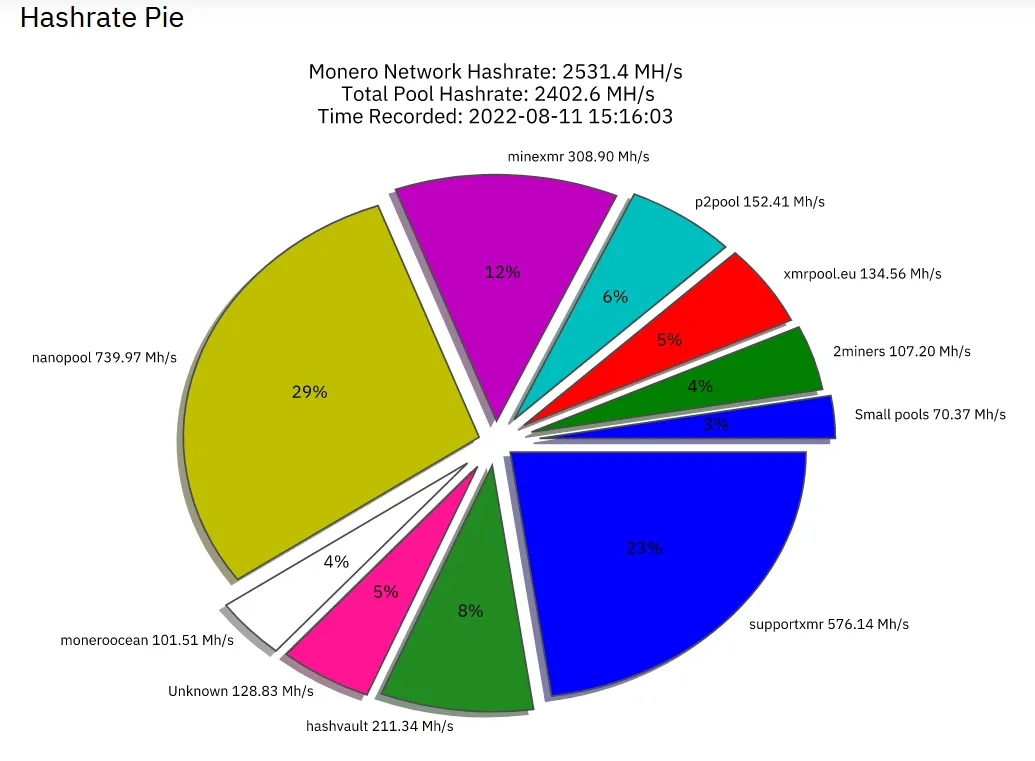 Hashrate Pie
Monero Network Hashrate: 2531.4 MH/s
Total Pool Hashrate: 2402.6 MH/s
Time Recorded: 2022-08-11 15:16:03
minexmr 308.90 Mh/s
p2pool 152.41 Mh/s
xmrpool.eu 134.56 Mh/s
2miners 107.20 Mh/s
Small pools 70.37 Mh/s
nanopool 739.97 Mh/s
12%
6%
5%
4%
3%
29%
23%
4%
5%
8%
supportxmr 576.14 Mh/s
moneroocean 101.51 Mh/s
Unknown 128.83 Mh/s
hashvault 211.34 Mh/s